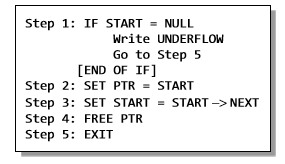 Step 1: IF START = NULL
Write UNDERFLOW
Go to Step 5
[END OF IF]
Step 2: SET PTR = START
Step 3: SET START = START —> NEXT
Step 4: FREE PTR
Step 5: EXIT